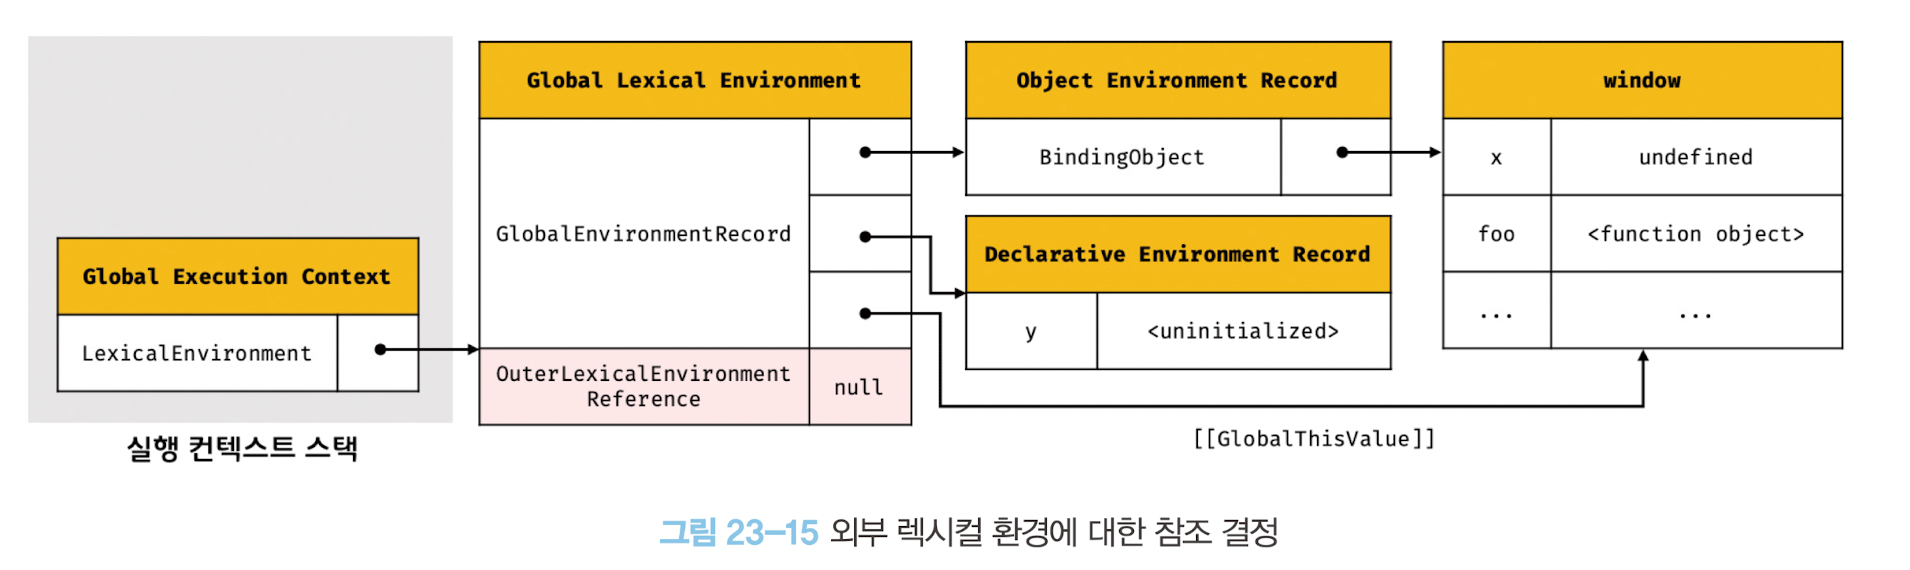 Global Execution Context
LexicalEnvironment
실행 컨텍스트 스택
Global Lexical Environment
GlobalEnvironmentRecord
OuterLexicalEnvironment
Reference
null
Object Environment Record
BindingObject
Declarative Environment Record
y
<uninitialized>
window
x
undefined
foo
<function object>
...
...
[[GlobalThisValue]]
그림 23–15 외부 렉시컬 환경에 대한 참조 결정